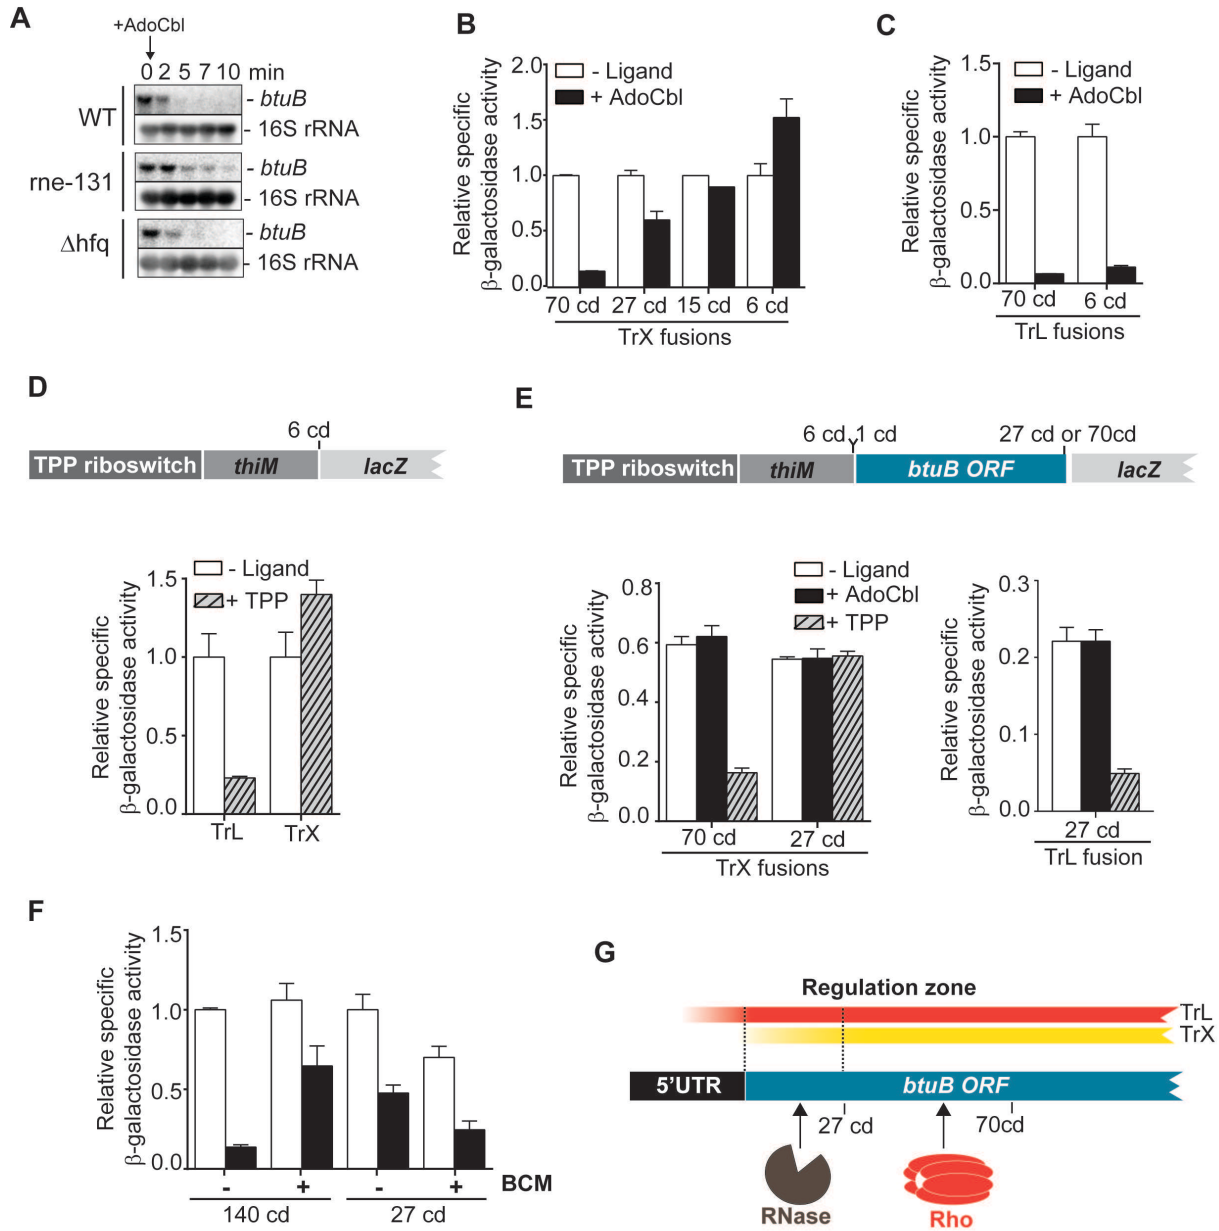 A
+AdoCbl
0 2 5 7 10 min
WT
- btuB
- 16S rRNA
rne-131
- btuB
- 16S rRNA
Δhfq
- btuB
- 16S rRNA
B
Relative specific
β-galactosidase activity
2.0
1.5
1.0
0.5
0.0
- Ligand
+ AdoCbl
70 cd 27 cd 15 cd 6 cd
TrX fusions
C
Relative specific
β-galactosidase activity
1.5
1.0
0.5
0.0
- Ligand
+ AdoCbl
70 cd 6 cd
TrL fusions
D
6 cd
TPP riboswitch thiM lacZ
Relative specific
β-galactosidase activity
1.5
1.0
0.5
0.0
- Ligand
+ TPP
TrL TrX
E
6 cd 1 cd 27 cd or 70cd
TPP riboswitch thiM btuB ORF lacZ
Relative specific
β-galactosidase activity
0.8
0.6
0.4
0.2
0.0
- Ligand
+ AdoCbl
+ TPP
70 cd 27 cd
TrX fusions
Relative specific
β-galactosidase activity
0.3
0.2
0.1
0.0
27 cd
TrL fusion
F
Relative specific
β-galactosidase activity
1.5
1.0
0.5
0.0
- + - + BCM
140 cd 27 cd
G
Regulation zone
TrL
TrX
5'UTR btuB ORF
27 cd 70cd
RNase Rho